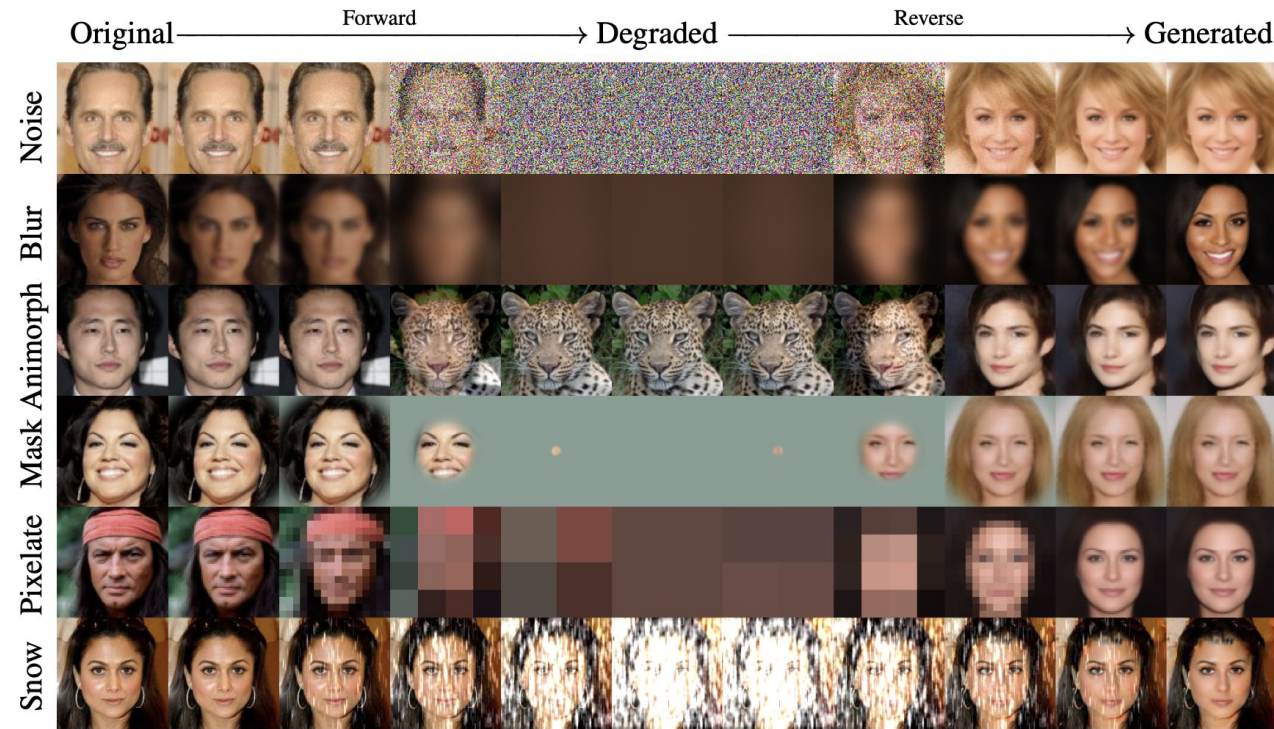 Original Forward Degraded Reverse Generated
Noise
Blur
Animorph
Mask
Pixelate
Snow